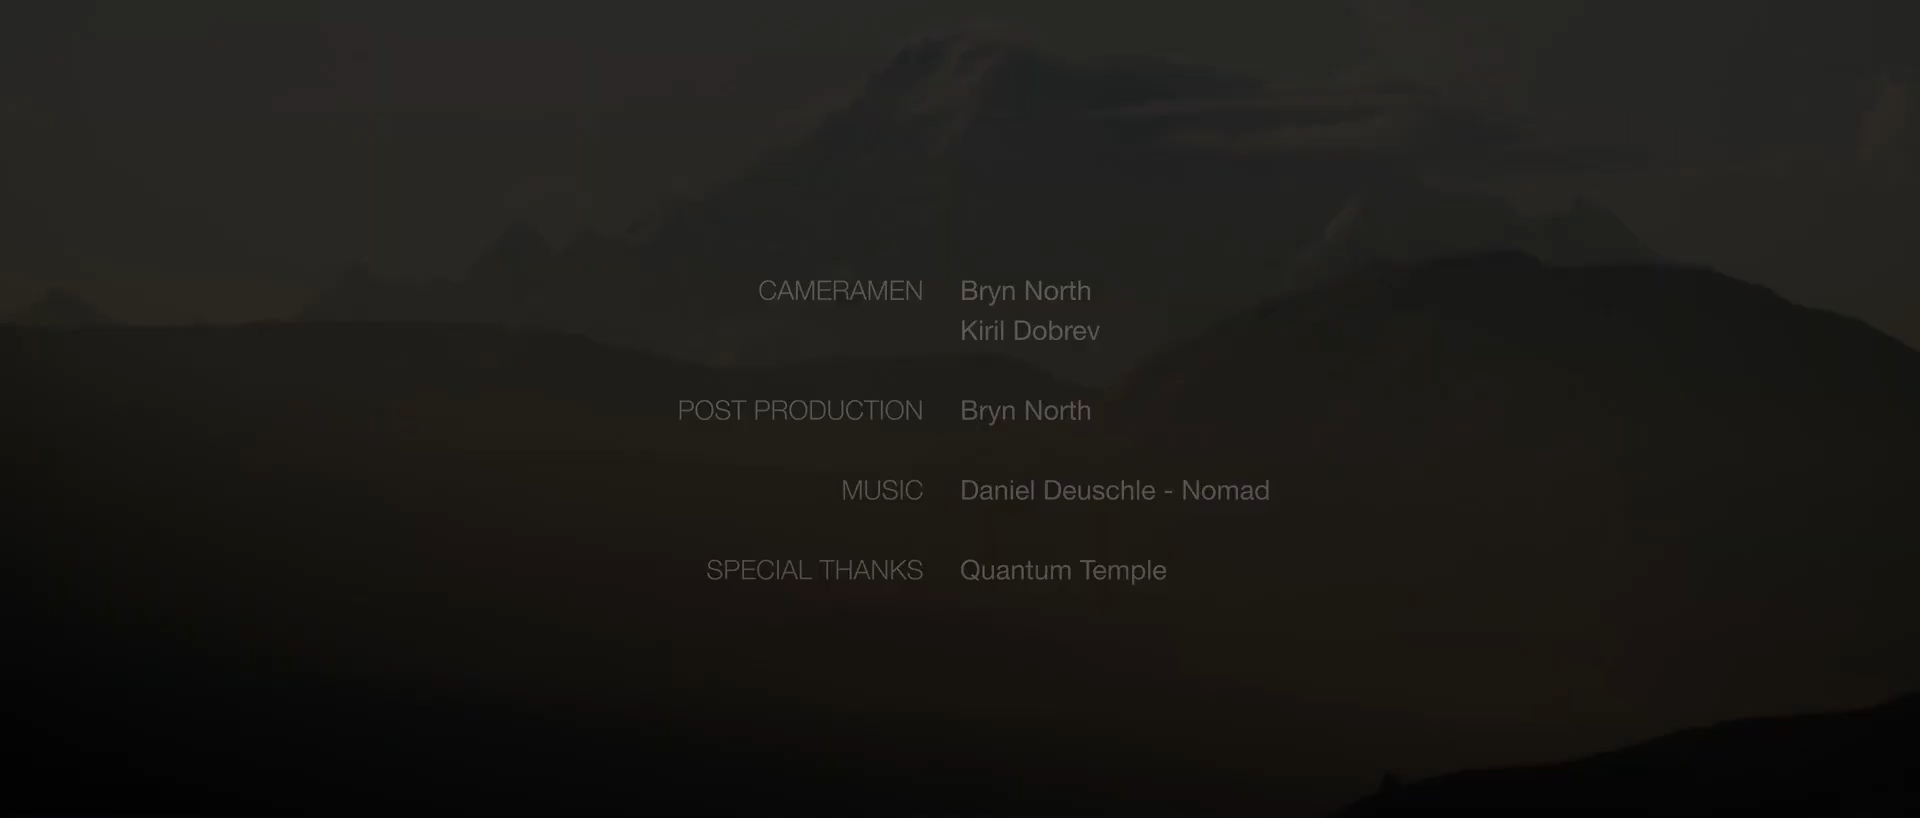 CAMERAMEN Bryn North
Kiril Dobrev
POST PRODUCTION Bryn North
MUSIC Daniel Deuschle - Nomad
SPECIAL THANKS Quantum Temple